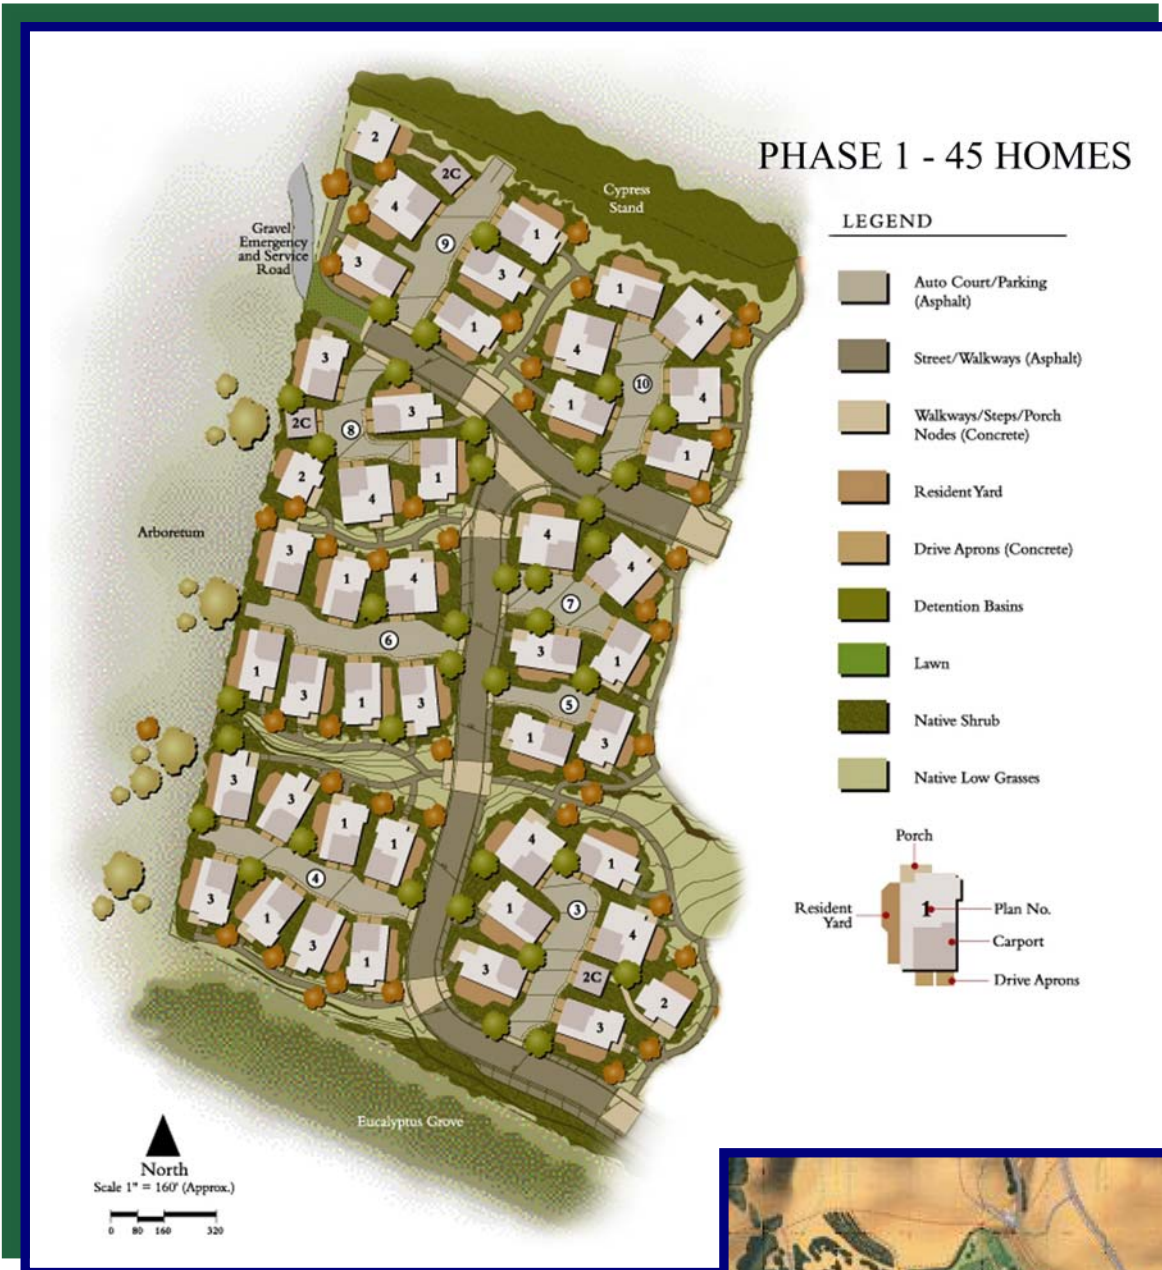 PHASE 1 - 45 HOMES
LEGEND
Auto Court/Parking
(Asphalt)
Street/Walkways (Asphalt)
Walkways/Steps/Porch
Nodes (Concrete)
Resident Yard
Drive Aprons (Concrete)
Detention Basins
Lawn
Native Shrub
Native Low Grasses
Porch
Resident
Yard
1
Plan No.
Carport
Drive Aprons
Cypress
Stand
Gravel
Emergency
and Service
Road
Arboretum
Eucalyptus Grove
2
2C
4
9
1
3
3
1
1
4
4
10
1
4
1
3
2C
8
3
2
4
1
3
1
4
6
1
3
1
3
4
4
7
3
1
5
1
3
3
3
1
1
4
3
1
3
1
4
1
1
3
4
3
2C
2
3
North
Scale 1" = 160' (Approx.)
0 80 160 320